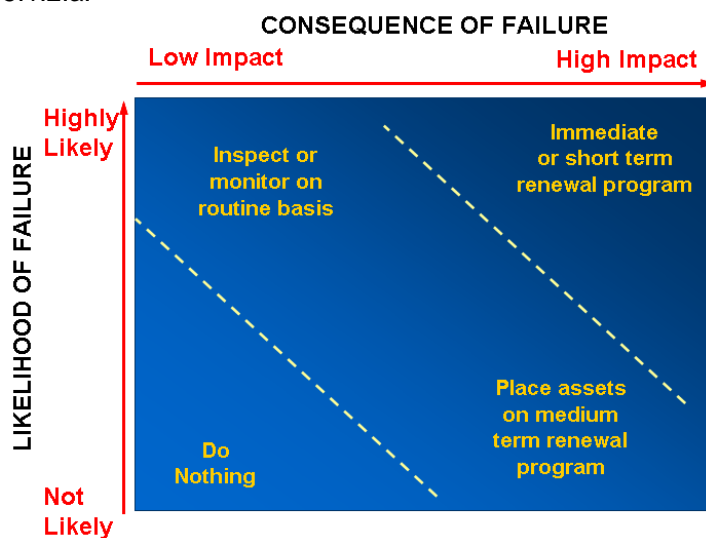 CONSEQUENCE OF FAILURE
Low Impact
High Impact
Highly
Likely
LIKELIHOOD OF FAILURE
Inspect or
monitor on
routine basis
Immediate
or short term
renewal program
Place assets
on medium
term renewal
program
Do
Nothing
Not
Likely